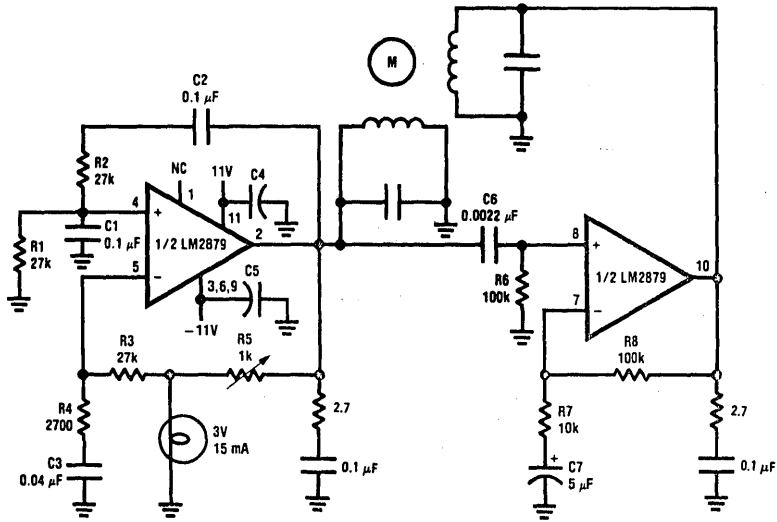 M
C2
0.1 μF
R2
27k
NC
1
11V
C4
11
4
+
C1
0.1 μF
1/2 LM2879
2
R1
27k
5
−
3,6,9
C5
−11V
R3
27k
R5
1k
R4
2700
3V
15 mA
2.7
C3
0.04 μF
0.1 μF
C6
0.0022 μF
8
+
R6
100k
1/2 LM2879
10
7
−
R8
100k
R7
10k
2.7
+
C7
5 μF
0.1 μF